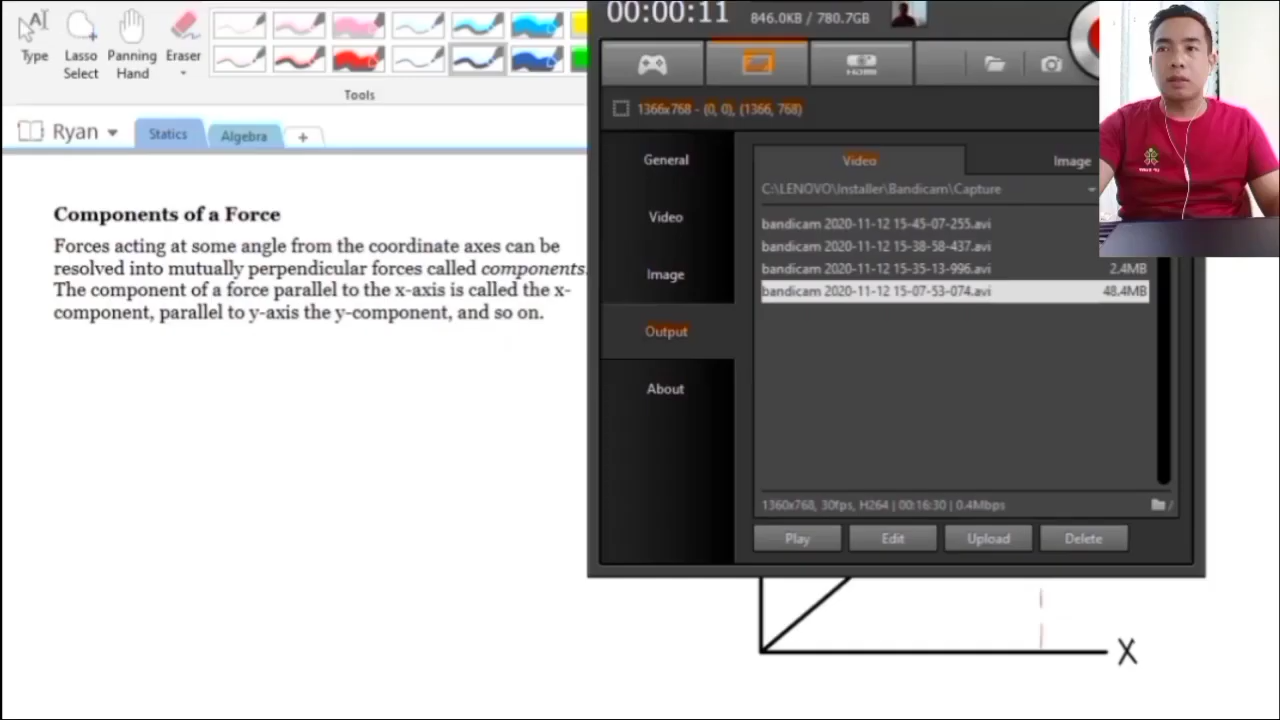 00:00:11
846.0KB / 780.7GB
Type
Lasso
Select
Panning
Hand
Eraser
Tools
HDMI
1366x768 - (0, 0), (1366, 768)
Ryan
Statics
Algebra
+
General
Video
Image
Output
About
Video
Image
C:\LENOVO\Installer\Bandicam\Capture
bandicam 2020-11-12 15-45-07-255.avi
bandicam 2020-11-12 15-38-58-437.avi
bandicam 2020-11-12 15-35-13-996.avi 2.4MB
bandicam 2020-11-12 15-07-53-074.avi 48.4MB
1360x768, 30fps, H264 | 00:16:30 | 0.4Mbps
Play
Edit
Upload
Delete
Components of a Force
Forces acting at some angle from the coordinate axes can be
resolved into mutually perpendicular forces called components.
The component of a force parallel to the x-axis is called the x-
component, parallel to y-axis the y-component, and so on.
X